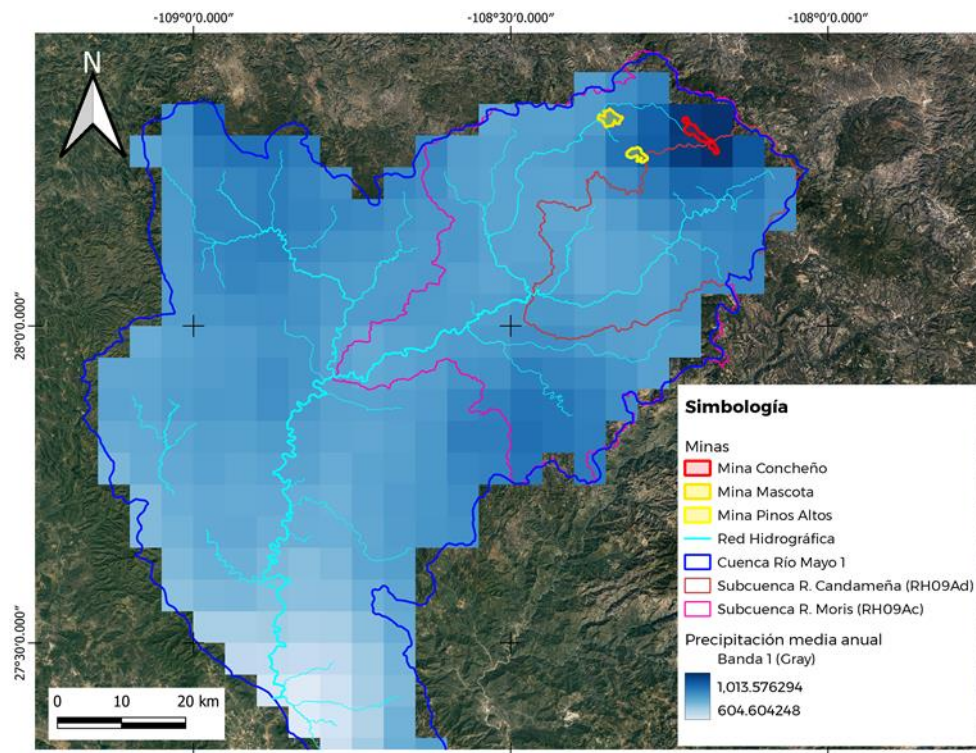 -109°0'0.000"
-108°30'0.000"
-108°0'0.000"
N
28°0'0.000"
27°30'0.000"
Simbología
Minas
Mina Concheño
Mina Mascota
Mina Pinos Altos
Red Hidrográfica
Cuenca Río Mayo 1
Subcuenca R. Candameña (RH09Ad)
Subcuenca R. Moris (RH09Ac)
Precipitación media anual
Banda 1 (Gray)
1,013.576294
604.604248
0 10 20 km